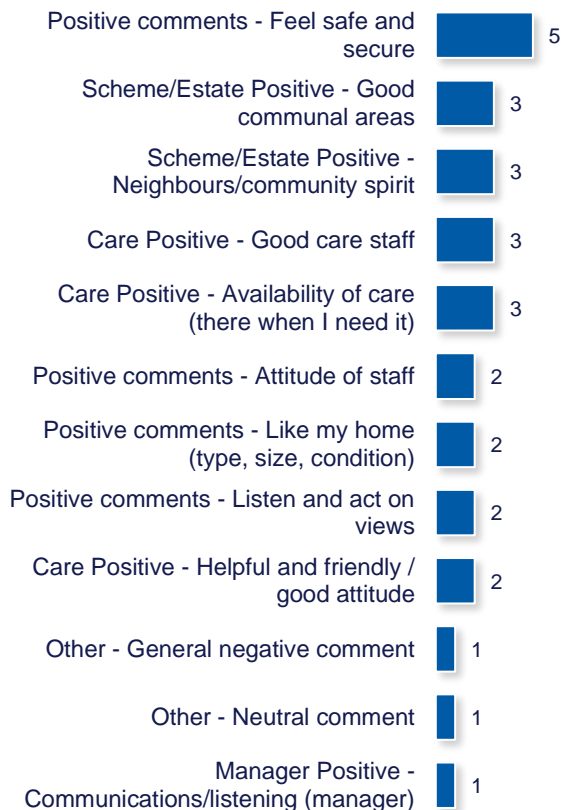 Positive comments - Feel safe and
secure
5
Scheme/Estate Positive - Good
communal areas
3
Scheme/Estate Positive -
Neighbours/community spirit
3
Care Positive - Good care staff
3
Care Positive - Availability of care
(there when I need it)
3
Positive comments - Attitude of staff
2
Positive comments - Like my home
(type, size, condition)
2
Positive comments - Listen and act on
views
2
Care Positive - Helpful and friendly /
good attitude
2
Other - General negative comment
1
Other - Neutral comment
1
Manager Positive -
Communications/listening (manager)
1